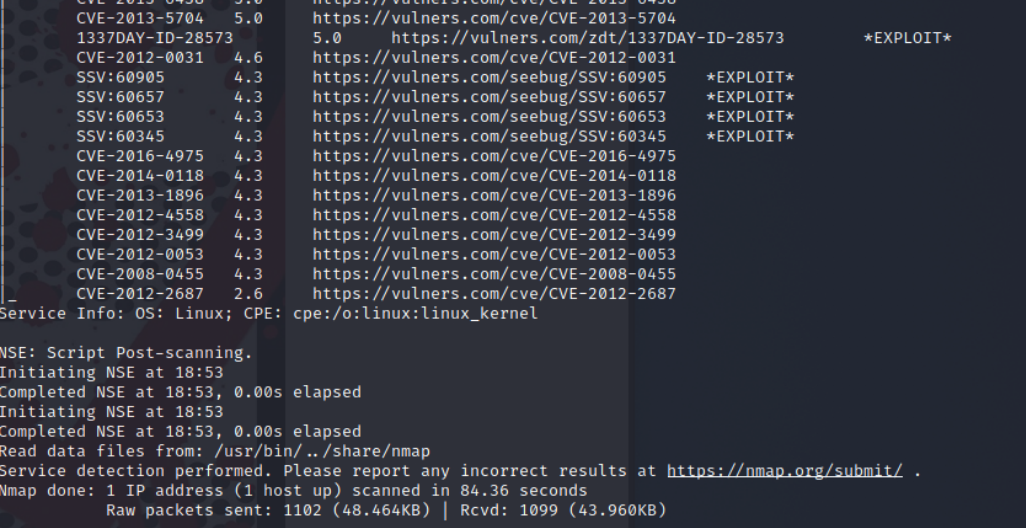 CVE-2013-5704 5.0 https://vulners.com/cve/CVE-2013-5704
1337DAY-ID-28573 5.0 https://vulners.com/zdt/1337DAY-ID-28573 *EXPLOIT*
CVE-2012-0031 4.6 https://vulners.com/cve/CVE-2012-0031
SSV:60905 4.3 https://vulners.com/seebug/SSV:60905 *EXPLOIT*
SSV:60657 4.3 https://vulners.com/seebug/SSV:60657 *EXPLOIT*
SSV:60653 4.3 https://vulners.com/seebug/SSV:60653 *EXPLOIT*
SSV:60345 4.3 https://vulners.com/seebug/SSV:60345 *EXPLOIT*
CVE-2016-4975 4.3 https://vulners.com/cve/CVE-2016-4975
CVE-2014-0118 4.3 https://vulners.com/cve/CVE-2014-0118
CVE-2013-1896 4.3 https://vulners.com/cve/CVE-2013-1896
CVE-2012-4558 4.3 https://vulners.com/cve/CVE-2012-4558
CVE-2012-3499 4.3 https://vulners.com/cve/CVE-2012-3499
CVE-2012-0053 4.3 https://vulners.com/cve/CVE-2012-0053
CVE-2008-0455 4.3 https://vulners.com/cve/CVE-2008-0455
|_ CVE-2012-2687 2.6 https://vulners.com/cve/CVE-2012-2687
Service Info: OS: Linux; CPE: cpe:/o:linux:linux_kernel
NSE: Script Post-scanning.
Initiating NSE at 18:53
Completed NSE at 18:53, 0.00s elapsed
Initiating NSE at 18:53
Completed NSE at 18:53, 0.00s elapsed
Read data files from: /usr/bin/../share/nmap
Service detection performed. Please report any incorrect results at https://nmap.org/submit/ .
Nmap done: 1 IP address (1 host up) scanned in 84.36 seconds
Raw packets sent: 1102 (48.464KB) | Rcvd: 1099 (43.960KB)